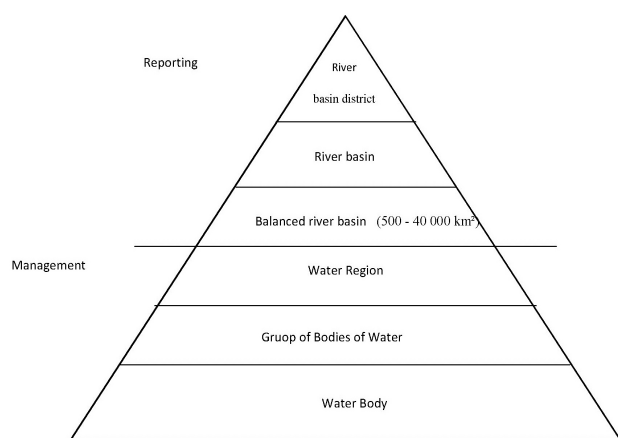 Reporting
River
basin district
River basin
Balanced river basin (500 - 40 000 km²)
Management
Water Region
Gruop of Bodies of Water
Water Body